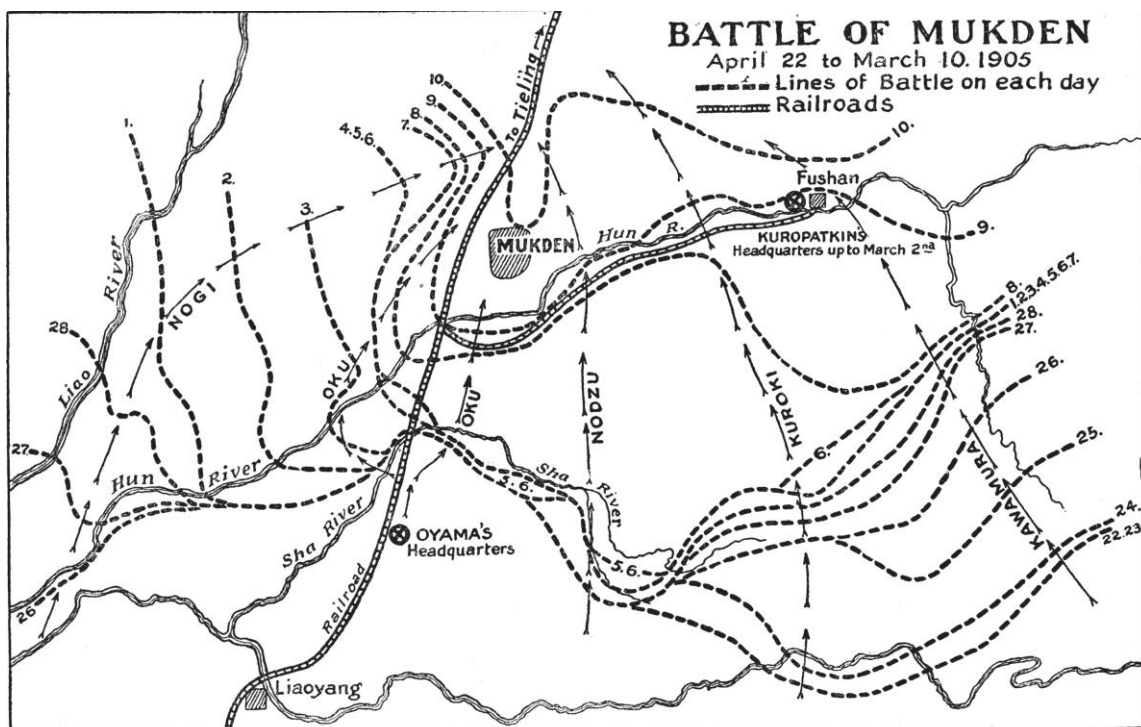 BATTLE OF MUKDEN
April 22 to March 10. 1905
Lines of Battle on each day
Railroads
To Tieling
10.
9.
8.
7.
4.5.6.
1.
2.
3.
10.
Fushan
MUKDEN
Hun R.
KUROPATKINS
Headquarters up to March 2nd
9.
Liao River
NOGI
28.
27.
OKU
OKU
NODZU
KUROKI
KAWAMURA
8.
1.2.3.4.5.6.7.
28.
27.
26.
25.
24.
22.23.
6.
Hun River
Sha River
5.6.
5.6.
Sha River
OYAMA'S
Headquarters
26
Railroad
Liaoyang